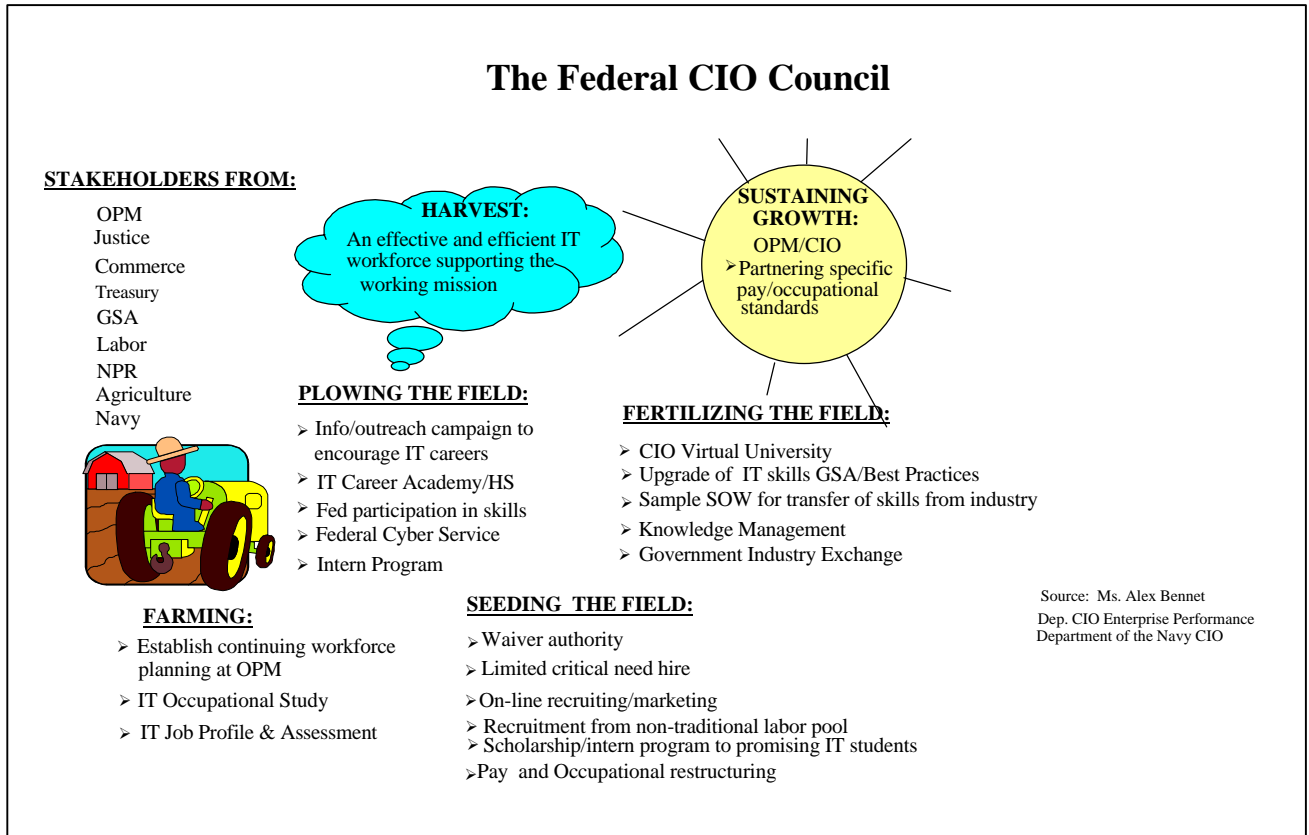 The Federal CIO Council
STAKEHOLDERS FROM:
OPM
Justice
Commerce
Treasury
GSA
Labor
NPR
Agriculture
Navy
HARVEST:
An effective and efficient IT
workforce supporting the
working mission
SUSTAINING
GROWTH:
OPM/CIO
➢ Partnering specific
pay/occupational
standards
PLOWING THE FIELD:
➢ Info/outreach campaign to
encourage IT careers
➢ IT Career Academy/HS
➢ Fed participation in skills
➢ Federal Cyber Service
➢ Intern Program
FERTILIZING THE FIELD:
➢ CIO Virtual University
➢ Upgrade of IT skills GSA/Best Practices
➢ Sample SOW for transfer of skills from industry
➢ Knowledge Management
➢ Government Industry Exchange
FARMING:
➢ Establish continuing workforce
planning at OPM
➢ IT Occupational Study
➢ IT Job Profile & Assessment
SEEDING THE FIELD:
➢ Waiver authority
➢ Limited critical need hire
➢ On-line recruiting/marketing
➢ Recruitment from non-traditional labor pool
➢ Scholarship/intern program to promising IT students
➢ Pay and Occupational restructuring
Source: Ms. Alex Bennet
Dep. CIO Enterprise Performance
Department of the Navy CIO